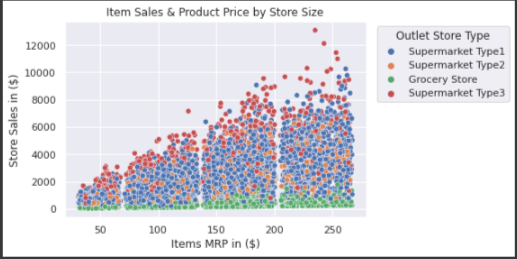 Item Sales & Product Price by Store Size
Store Sales in ($)
12000
10000
8000
6000
4000
2000
0
50
100
150
200
250
Items MRP in ($)
Outlet Store Type
Supermarket Type1
Supermarket Type2
Grocery Store
Supermarket Type3